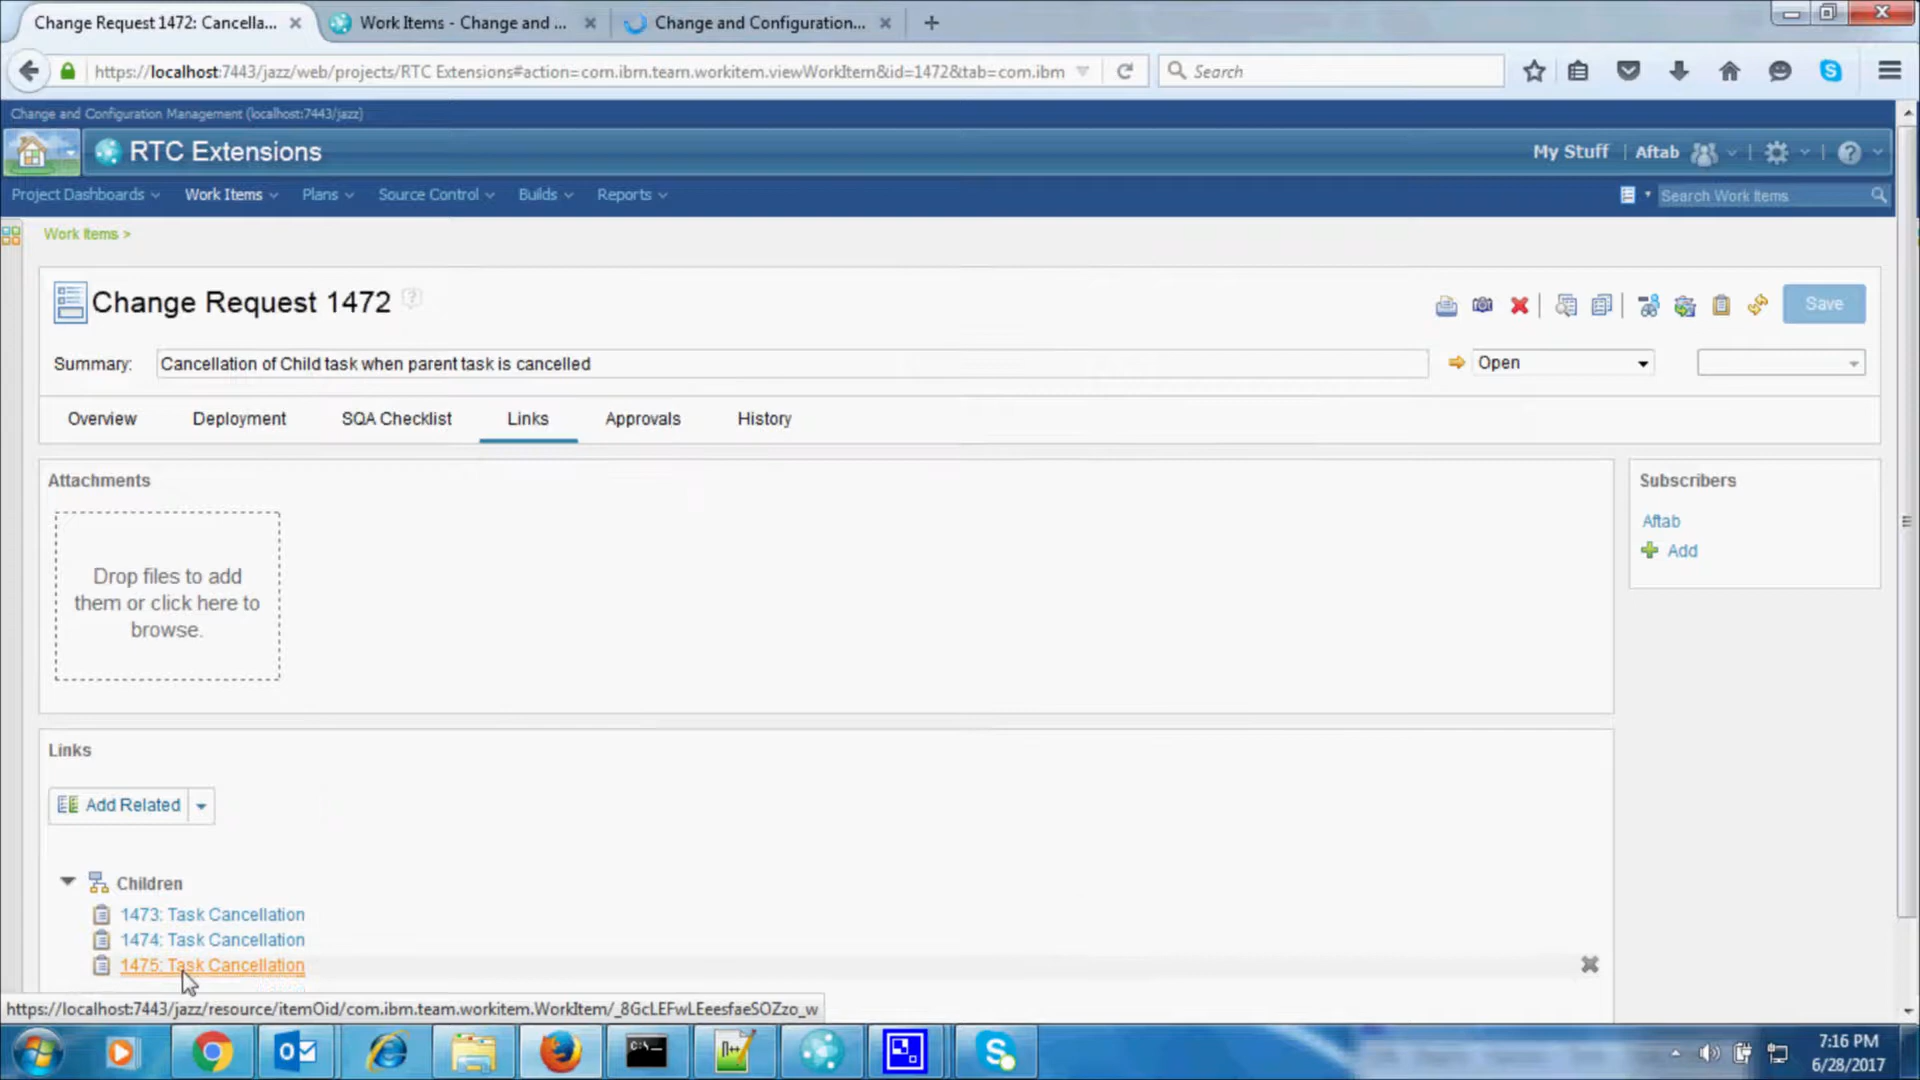 Change Request 1472: Cancella...
Work Items - Change and ...
Change and Configuration...
https://localhost:7443/jazz/web/projects/RTC Extensions#action=com.ibm.team.workitem.viewWorkItem&id=1472&tab=com.ibm
Search
Change and Configuration Management (localhost:7443/jazz)
RTC Extensions
My Stuff | Aftab
Project Dashboards Work Items Plans Source Control Builds Reports
Search Work Items
Work Items >
Change Request 1472
Save
Summary: Cancellation of Child task when parent task is cancelled
Open
Overview Deployment SQA Checklist Links Approvals History
Attachments
Drop files to add
them or click here to
browse.
Subscribers
Aftab
Add
Links
Add Related
Children
1473: Task Cancellation
1474: Task Cancellation
1475: Task Cancellation
https://localhost:7443/jazz/resource/itemOid/com.ibm.team.workitem.WorkItem/_8GcLEFwLEeesfaeSOZzo_w
7:16 PM
6/28/2017